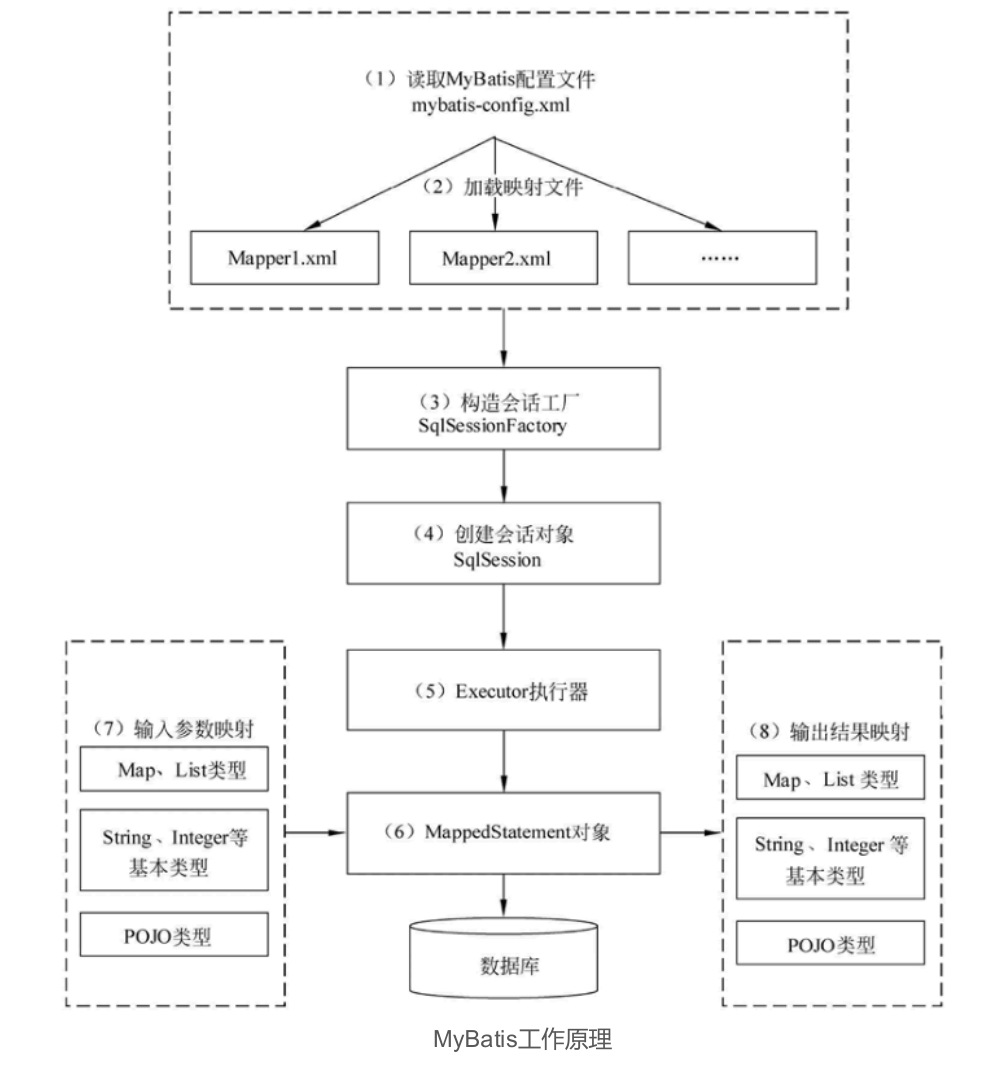 （1）读取MyBatis配置文件
mybatis-config.xml
（2）加载映射文件
Mapper1.xml
Mapper2.xml
······
（3）构造会话工厂
SqlSessionFactory
（4）创建会话对象
SqlSession
（5）Executor执行器
（7）输入参数映射
Map、List类型
String、Integer等
基本类型
POJO类型
（6）MappedStatement对象
（8）输出结果映射
Map、List 类型
String、Integer 等
基本类型
POJO类型
数据库
MyBatis工作原理